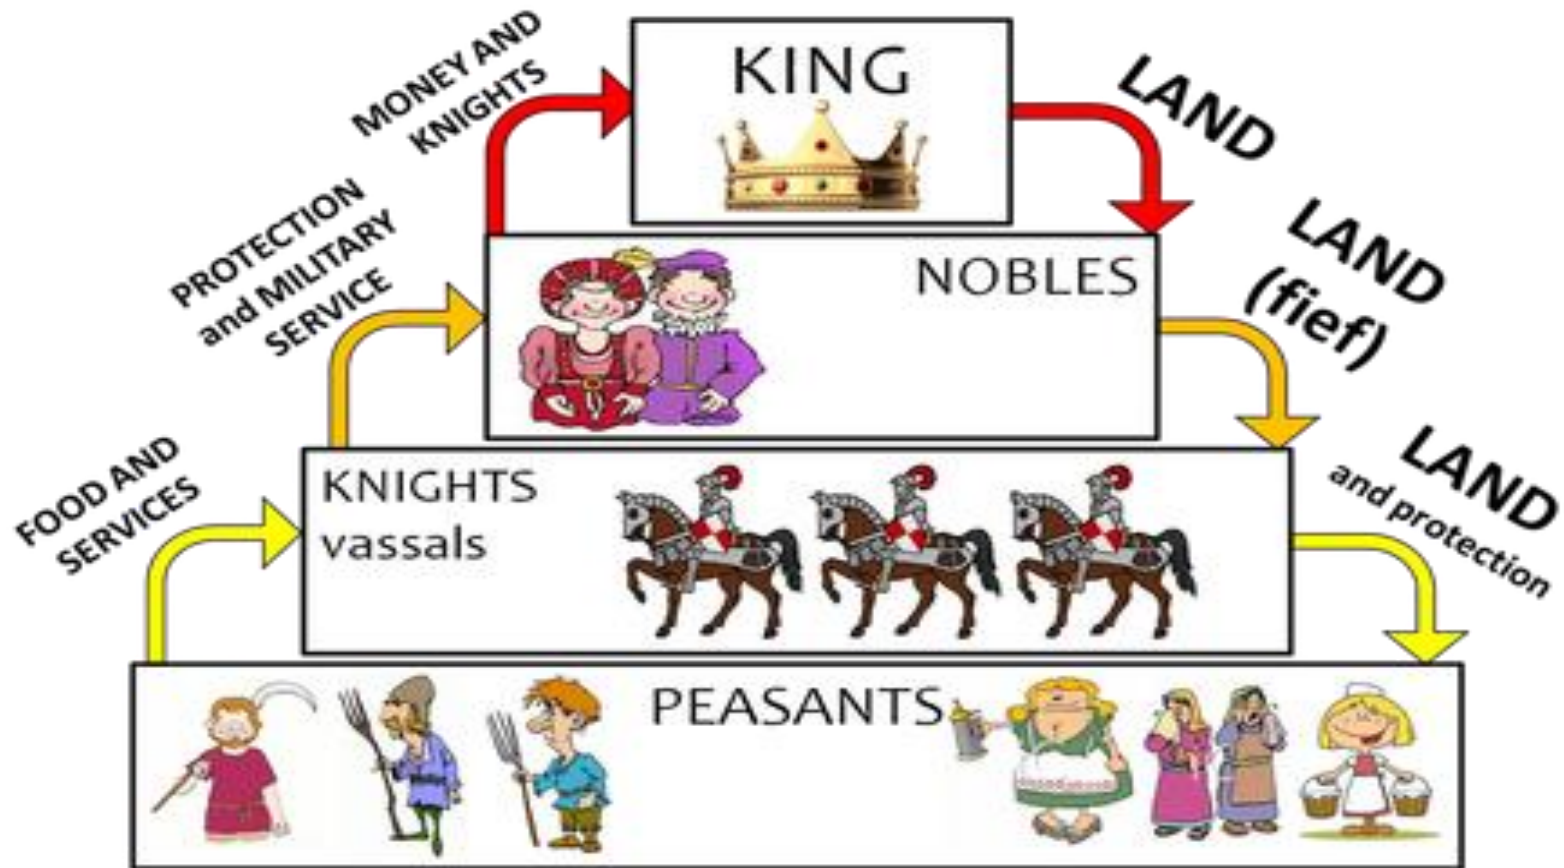 MONEY AND
KNIGHTS
KING
LAND
PROTECTION
and MILITARY
SERVICE
NOBLES
LAND
(fief)
FOOD AND
SERVICES
KNIGHTS
vassals
LAND
and protection
PEASANTS